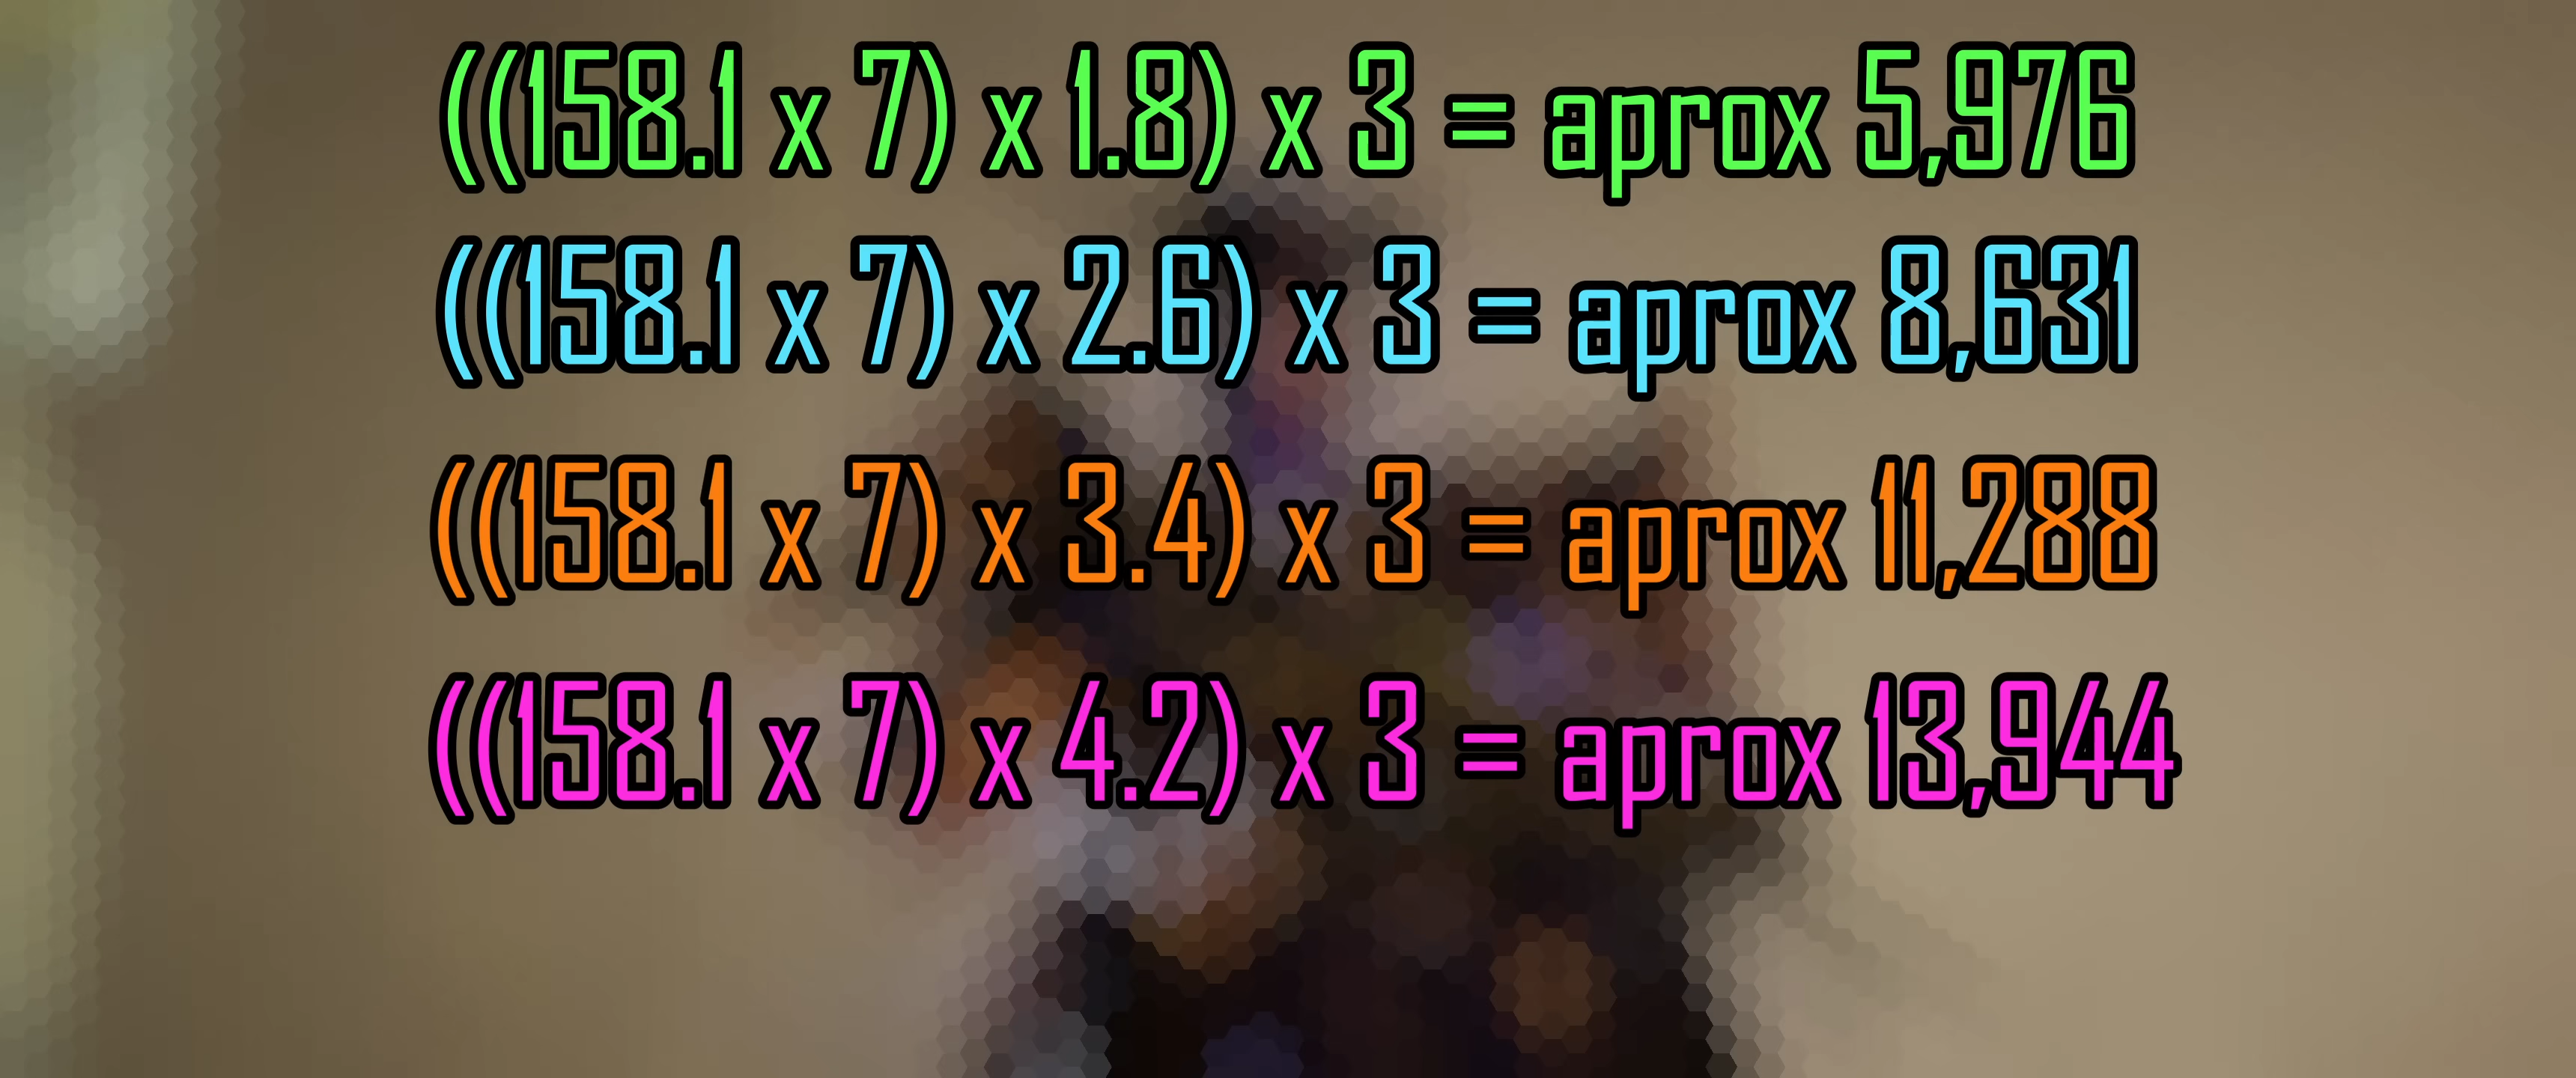 ((158.1 x 7) x 1.8) x 3 = aprox 5,976
((158.1 x 7) x 2.6) x 3 = aprox 8,631
((158.1 x 7) x 3.4) x 3 = aprox 11,288
((158.1 x 7) x 4.2) x 3 = aprox 13,944